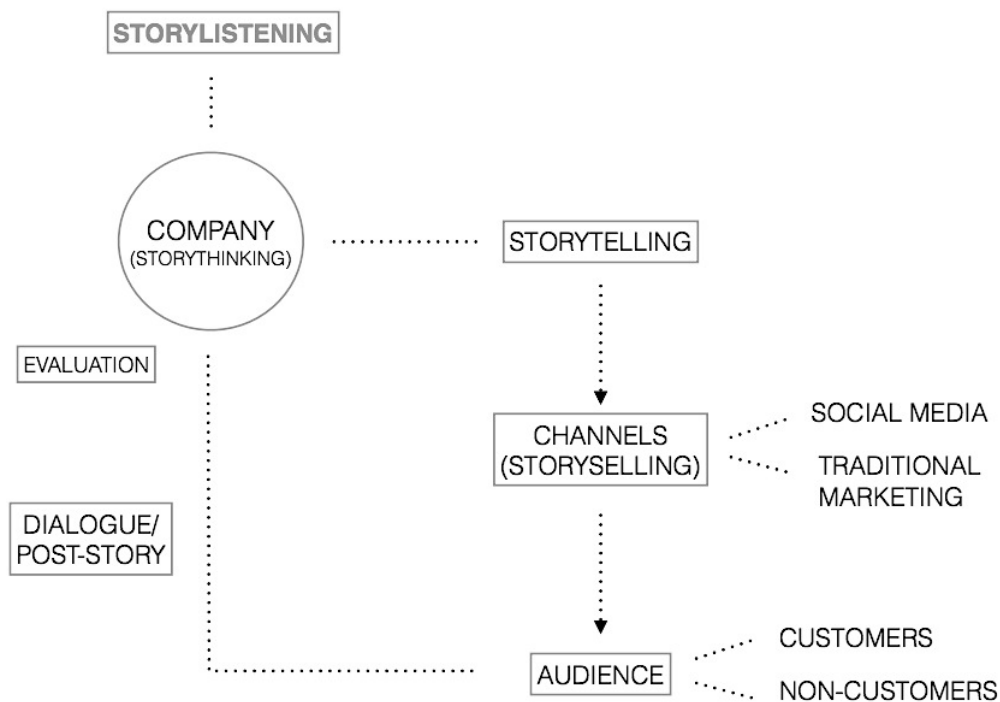 STORYLISTENING
COMPANY
(STORYTHINKING)
STORYTELLING
EVALUATION
CHANNELS
(STORYSELLING)
SOCIAL MEDIA
TRADITIONAL
MARKETING
DIALOGUE/
POST-STORY
AUDIENCE
CUSTOMERS
NON-CUSTOMERS